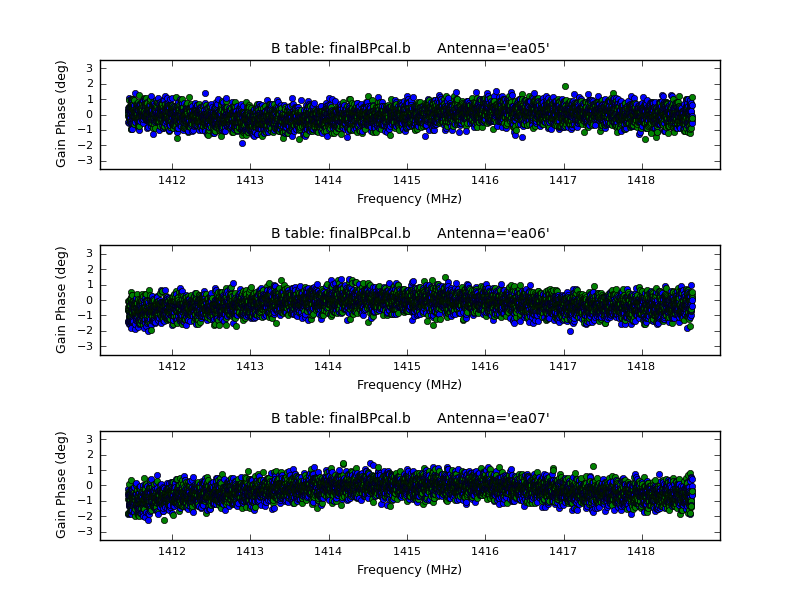 B table: finalBPcal.b Antenna='ea05'
Gain Phase (deg)
3
2
1
0
−1
−2
−3
1412 1413 1414 1415 1416 1417 1418
Frequency (MHz)
B table: finalBPcal.b Antenna='ea06'
Gain Phase (deg)
3
2
1
0
−1
−2
−3
1412 1413 1414 1415 1416 1417 1418
Frequency (MHz)
B table: finalBPcal.b Antenna='ea07'
Gain Phase (deg)
3
2
1
0
−1
−2
−3
1412 1413 1414 1415 1416 1417 1418
Frequency (MHz)